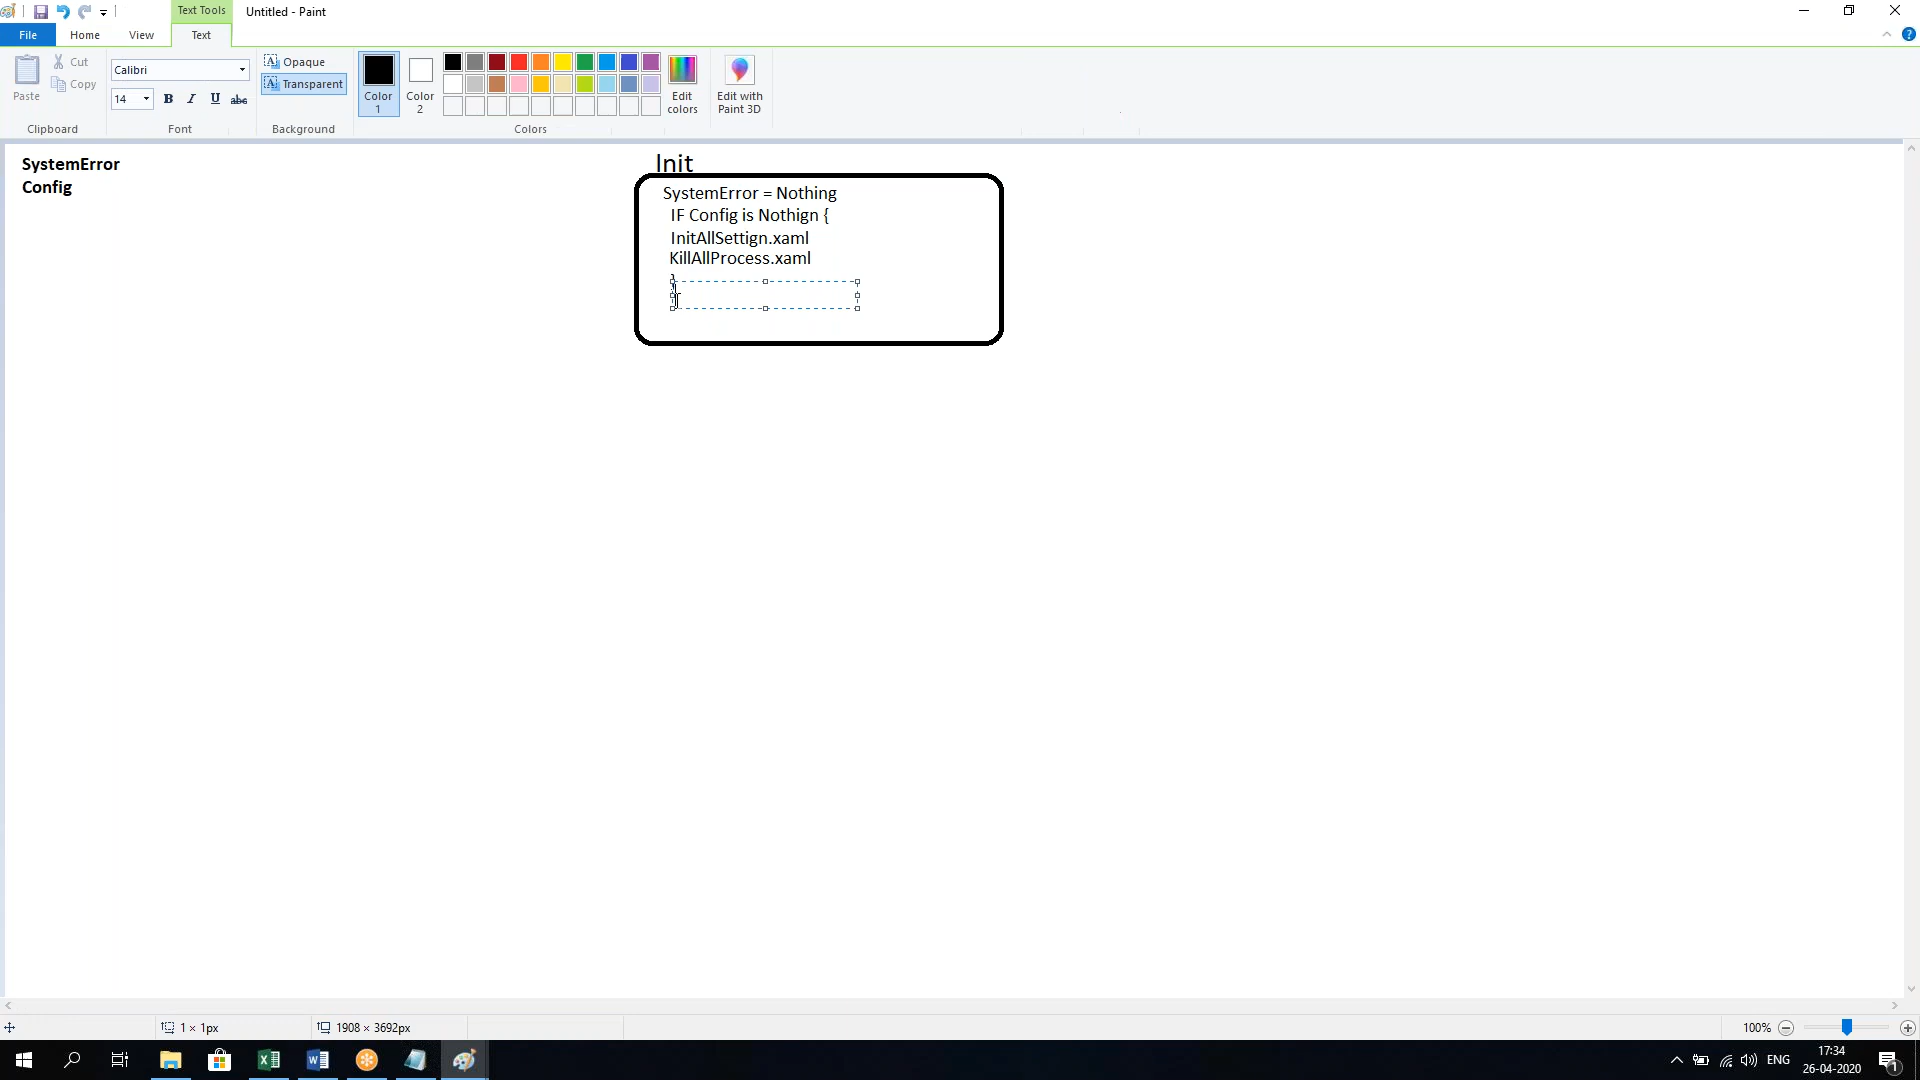 Text Tools
Untitled - Paint
File
Home
View
Text
Paste
Cut
Copy
Clipboard
Calibri
14
B
I
U
abc
Font
A Opaque
A Transparent
Background
Color 1
Color 2
Colors
Edit colors
Edit with Paint 3D
SystemError
Config
Init
SystemError = Nothing
IF Config is Nothign {
InitAllSettign.xaml
KillAllProcess.xaml
}
1 × 1px
1908 × 3692px
100%
ENG
17:34
26-04-2020
1